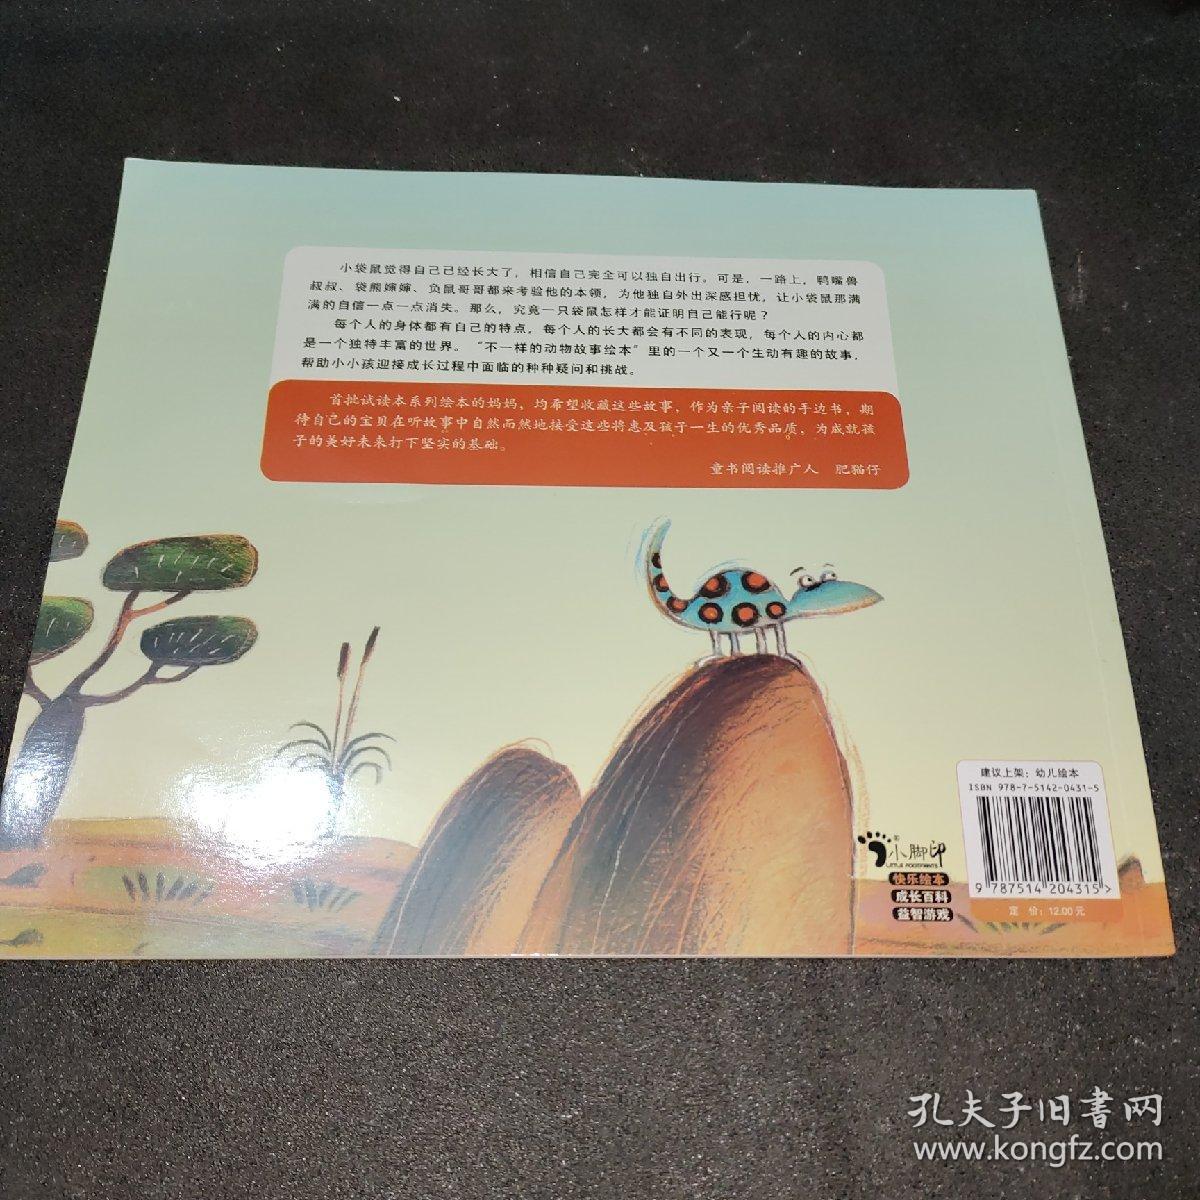 小袋鼠觉得自己已经长大了，相信自己完全可以独自出行。可是，一路上，鸭嘴兽
叔叔、袋熊婶婶、负鼠哥哥都来考验他的本领，为他独自外出深感担忧，让小袋鼠那满
满的自信一点一点消失。那么，究竟一只袋鼠怎样才能证明自己能行呢？
每个人的身体都有自己的特点，每个人的长大都会有不同的表现，每个人的内心都
是一个独特丰富的世界。“不一样的动物故事绘本”里的一个又一个生动有趣的故事，
帮助小小孩迎接成长过程中面临的种种疑问和挑战。
首批试读本系列绘本的妈妈，均希望收藏这些故事，作为亲子阅读的手边书，期
待自己的宝贝在听故事中自然而然地接受这些将惠及孩子一生的优秀品质，为成就孩
子的美好未来打下坚实的基础。
童书阅读推广人 肥猫仔
建议上架：幼儿绘本
ISBN 978-7-5142-0431-5
9 787514 204315>
定 价：12.00元
小脚印
LITTLE FOOTPRINTS
快乐绘本
成长百科
益智游戏
孔夫子旧書网
www.kongfz.com